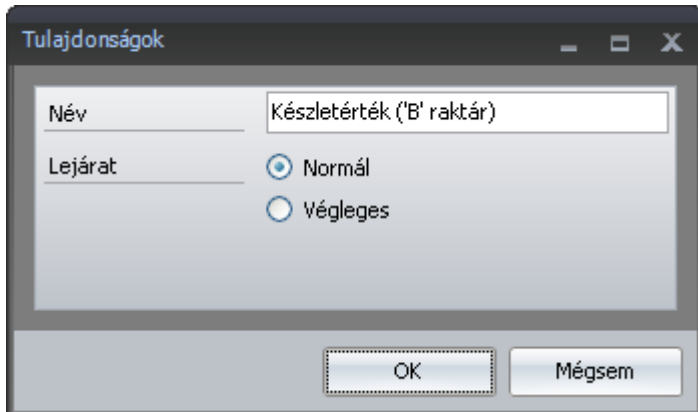 Tulajdonságok
Név
Készletérték ('B' raktár)
Lejárat
Normál
Végleges
OK
Mégsem